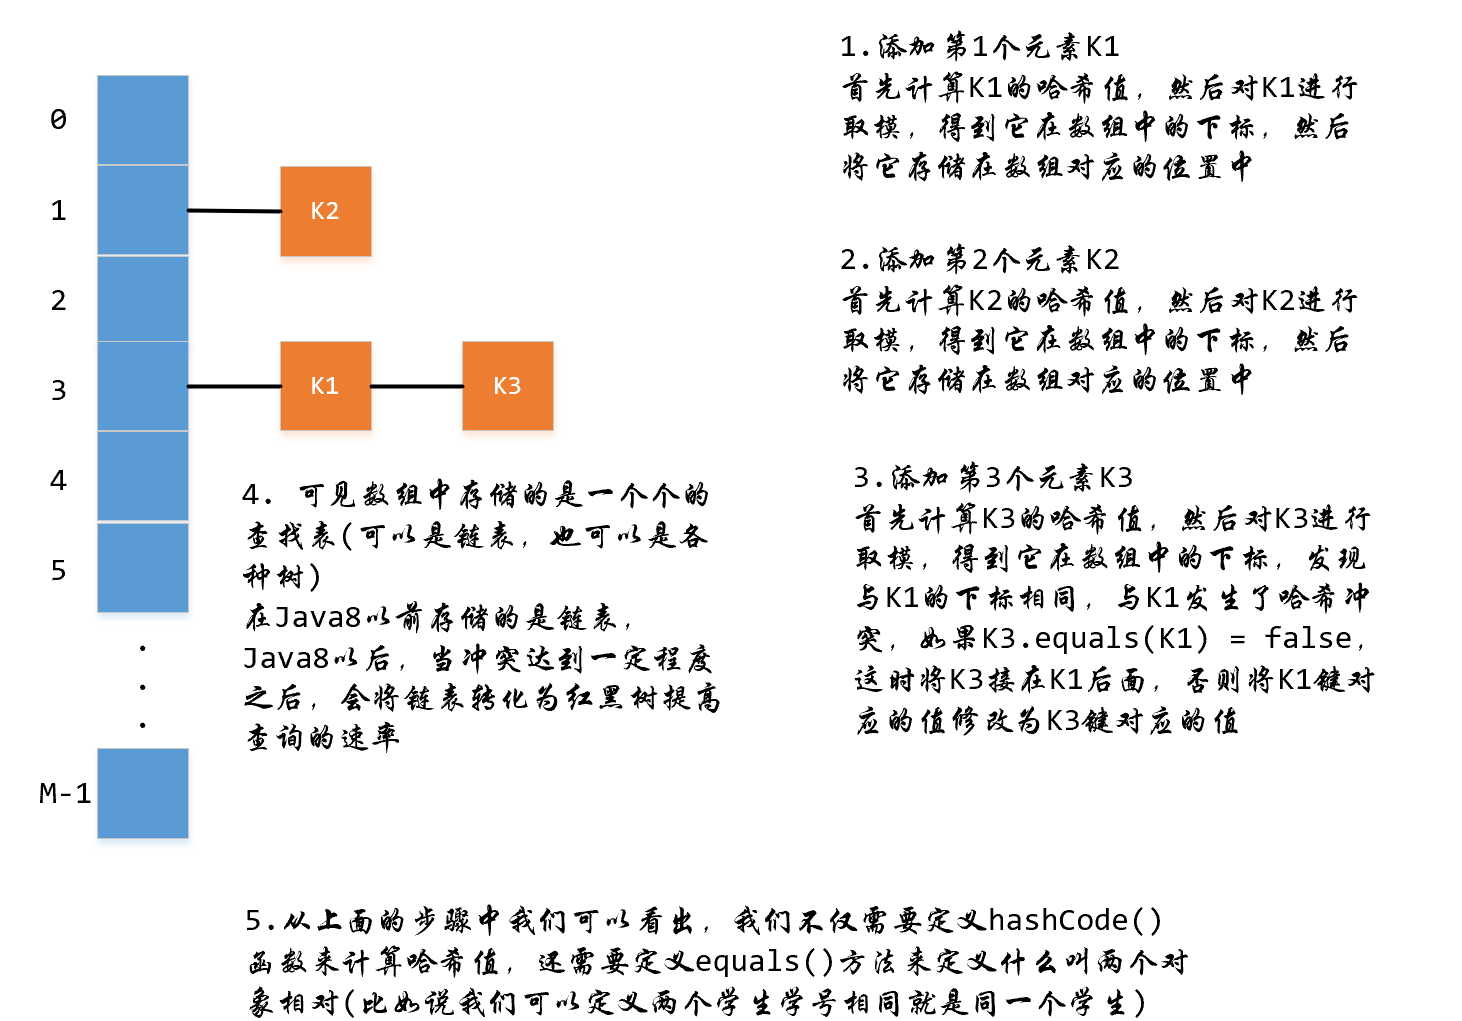 0
1
2
3
4
5
M-1
K2
K1
K3
1.添加第1个元素K1
首先计算K1的哈希值，然后对K1进行
取模，得到它在数组中的下标，然后
将它存储在数组对应的位置中
2.添加第2个元素K2
首先计算K2的哈希值，然后对K2进行
取模，得到它在数组中的下标，然后
将它存储在数组对应的位置中
3.添加第3个元素K3
首先计算K3的哈希值，然后对K3进行
取模，得到它在数组中的下标，发现
与K1的下标相同，与K1发生了哈希冲
突，如果K3.equals(K1) = false，
这时将K3接在K1后面，否则将K1键对
应的值修改为K3键对应的值
4. 可见数组中存储的是一个个的
查找表(可以是链表，也可以是各
种树)
在Java8以前存储的是链表，
Java8以后，当冲突达到一定程度
之后，会将链表转化为红黑树提高
查询的速率
5.从上面的步骤中我们可以看出，我们不仅需要定义hashCode()
函数来计算哈希值，还需要定义equals()方法来定义什么叫两个对
象相对(比如说我们可以定义两个学生学号相同就是同一个学生)